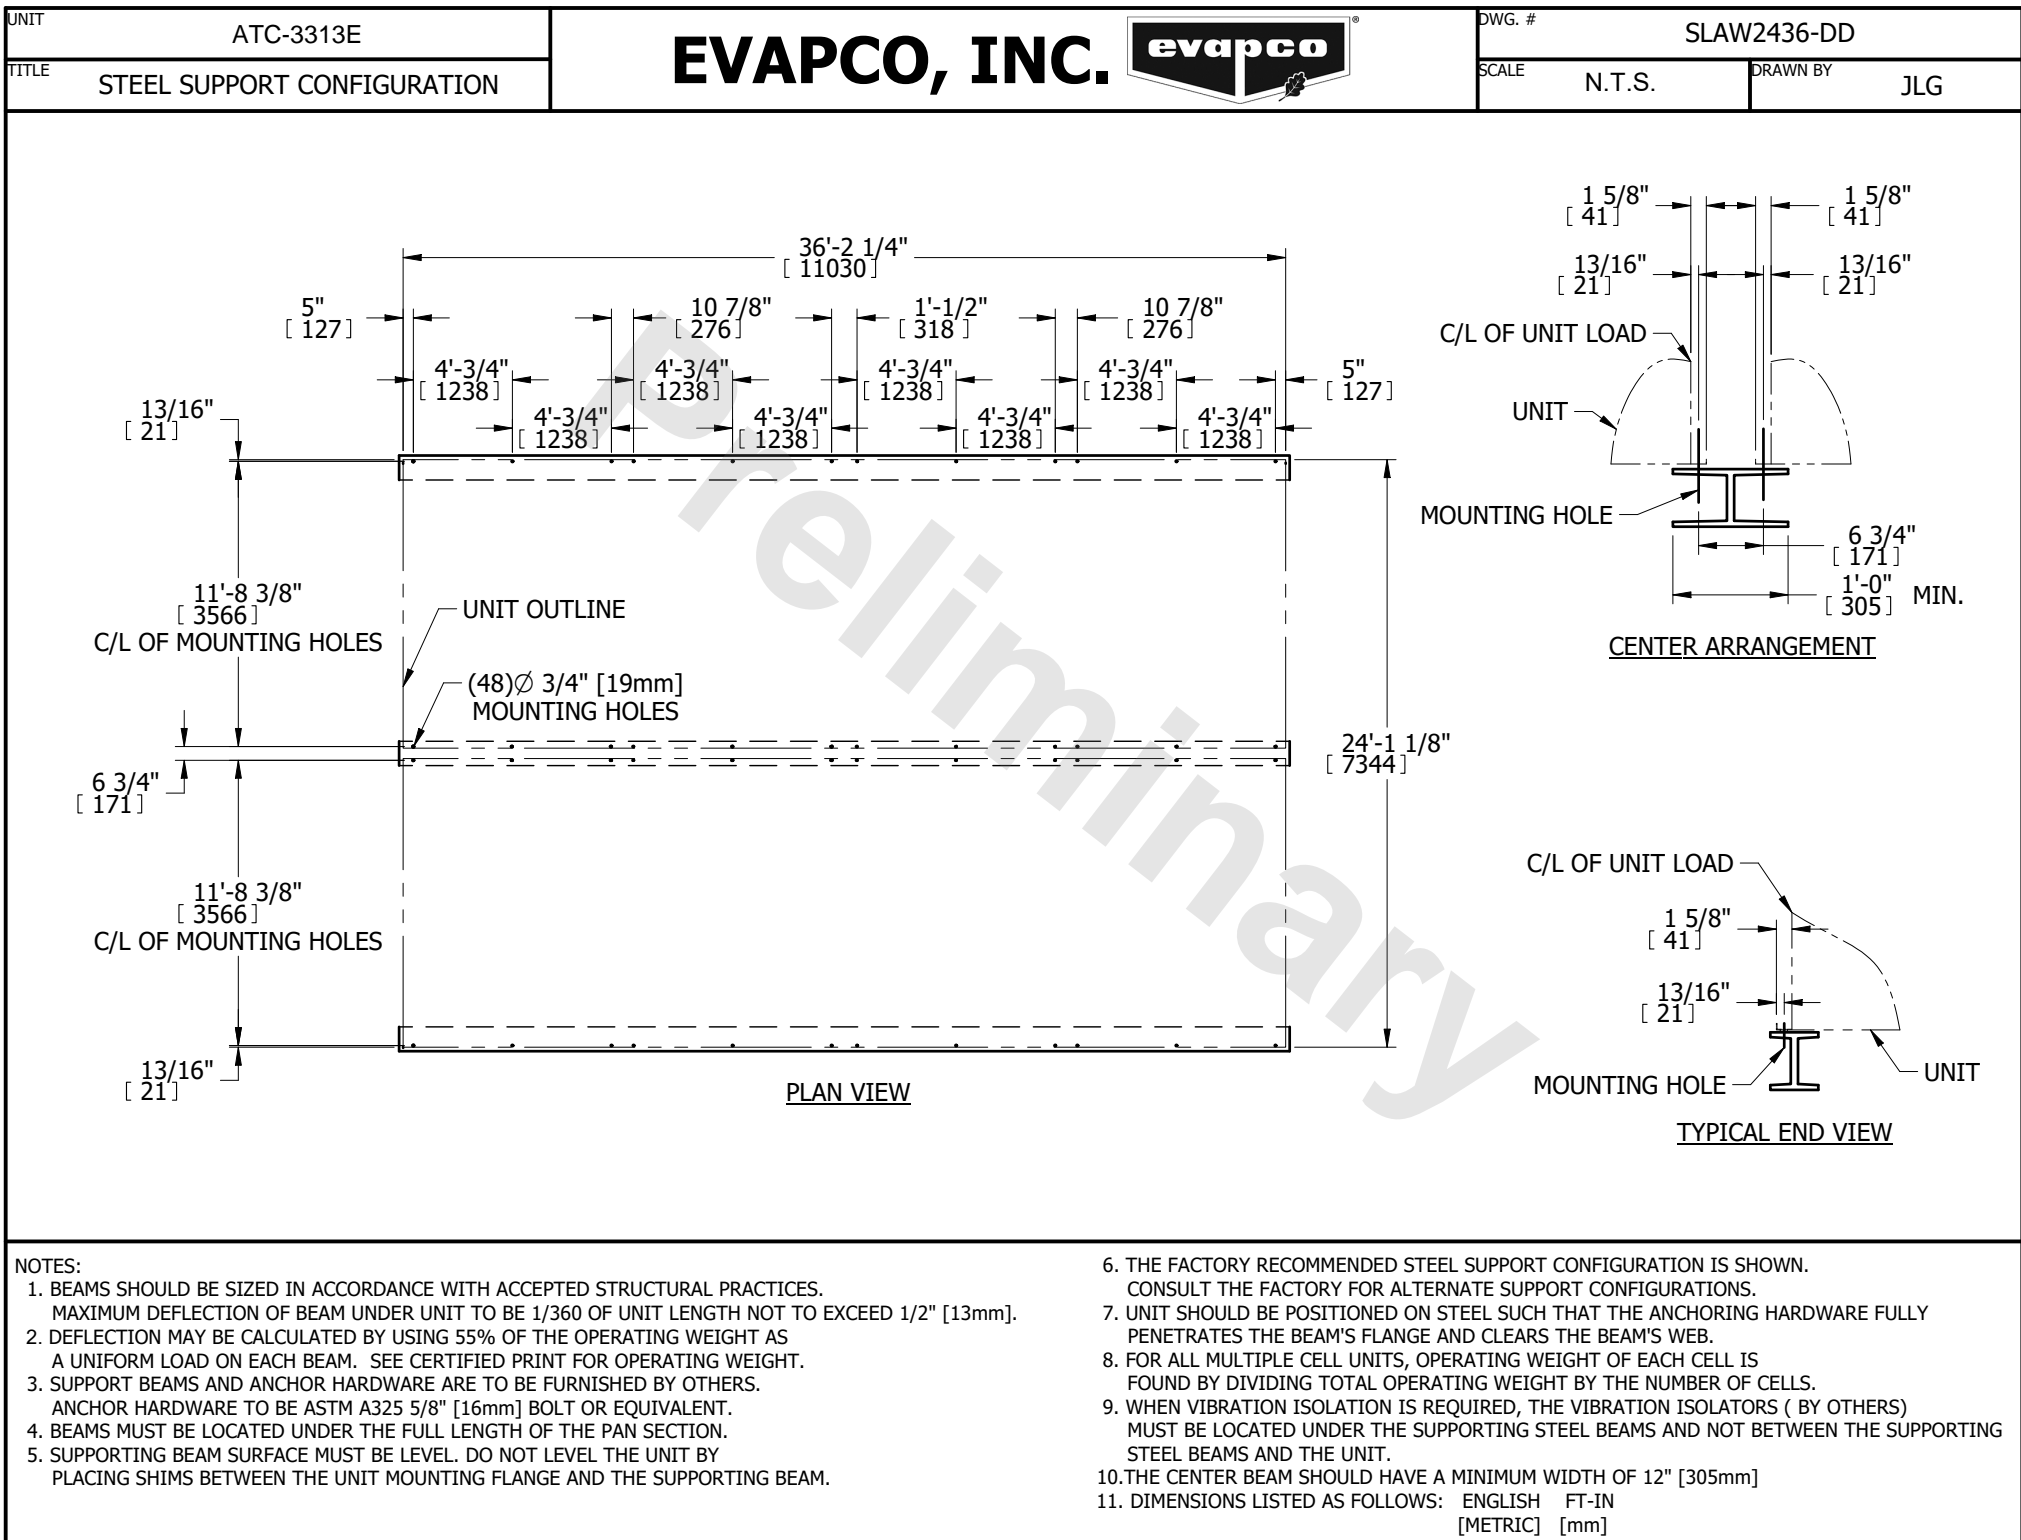 UNIT
ATC-3313E
TITLE
STEEL SUPPORT CONFIGURATION
EVAPCO, INC.
evapco
®
DWG. #
SLAW2436-DD
SCALE
N.T.S.
DRAWN BY
JLG
36'-2 1/4"
[ 11030]
5"
[ 127]
10 7/8"
[ 276]
1'-1/2"
[ 318]
10 7/8"
[ 276]
4'-3/4"
[ 1238]
4'-3/4"
[ 1238]
4'-3/4"
[ 1238]
4'-3/4"
[ 1238]
5"
[ 127]
4'-3/4"
[ 1238]
4'-3/4"
[ 1238]
4'-3/4"
[ 1238]
4'-3/4"
[ 1238]
13/16"
[ 21]
11'-8 3/8"
[ 3566]
C/L OF MOUNTING HOLES
UNIT OUTLINE
(48)Ø 3/4" [19mm]
MOUNTING HOLES
6 3/4"
[ 171]
24'-1 1/8"
[ 7344]
11'-8 3/8"
[ 3566]
C/L OF MOUNTING HOLES
13/16"
[ 21]
PLAN VIEW
Preliminary
1 5/8"
[ 41]
1 5/8"
[ 41]
13/16"
[ 21]
13/16"
[ 21]
C/L OF UNIT LOAD
UNIT
MOUNTING HOLE
6 3/4"
[ 171]
1'-0"
[ 305] MIN.
CENTER ARRANGEMENT
C/L OF UNIT LOAD
1 5/8"
[ 41]
13/16"
[ 21]
MOUNTING HOLE
UNIT
TYPICAL END VIEW
NOTES:
1. BEAMS SHOULD BE SIZED IN ACCORDANCE WITH ACCEPTED STRUCTURAL PRACTICES.
MAXIMUM DEFLECTION OF BEAM UNDER UNIT TO BE 1/360 OF UNIT LENGTH NOT TO EXCEED 1/2" [13mm].
2. DEFLECTION MAY BE CALCULATED BY USING 55% OF THE OPERATING WEIGHT AS
A UNIFORM LOAD ON EACH BEAM. SEE CERTIFIED PRINT FOR OPERATING WEIGHT.
3. SUPPORT BEAMS AND ANCHOR HARDWARE ARE TO BE FURNISHED BY OTHERS.
ANCHOR HARDWARE TO BE ASTM A325 5/8" [16mm] BOLT OR EQUIVALENT.
4. BEAMS MUST BE LOCATED UNDER THE FULL LENGTH OF THE PAN SECTION.
5. SUPPORTING BEAM SURFACE MUST BE LEVEL. DO NOT LEVEL THE UNIT BY
PLACING SHIMS BETWEEN THE UNIT MOUNTING FLANGE AND THE SUPPORTING BEAM.
6. THE FACTORY RECOMMENDED STEEL SUPPORT CONFIGURATION IS SHOWN.
CONSULT THE FACTORY FOR ALTERNATE SUPPORT CONFIGURATIONS.
7. UNIT SHOULD BE POSITIONED ON STEEL SUCH THAT THE ANCHORING HARDWARE FULLY
PENETRATES THE BEAM'S FLANGE AND CLEARS THE BEAM'S WEB.
8. FOR ALL MULTIPLE CELL UNITS, OPERATING WEIGHT OF EACH CELL IS
FOUND BY DIVIDING TOTAL OPERATING WEIGHT BY THE NUMBER OF CELLS.
9. WHEN VIBRATION ISOLATION IS REQUIRED, THE VIBRATION ISOLATORS ( BY OTHERS)
MUST BE LOCATED UNDER THE SUPPORTING STEEL BEAMS AND NOT BETWEEN THE SUPPORTING
STEEL BEAMS AND THE UNIT.
10.THE CENTER BEAM SHOULD HAVE A MINIMUM WIDTH OF 12" [305mm]
11. DIMENSIONS LISTED AS FOLLOWS: ENGLISH FT-IN
[METRIC] [mm]